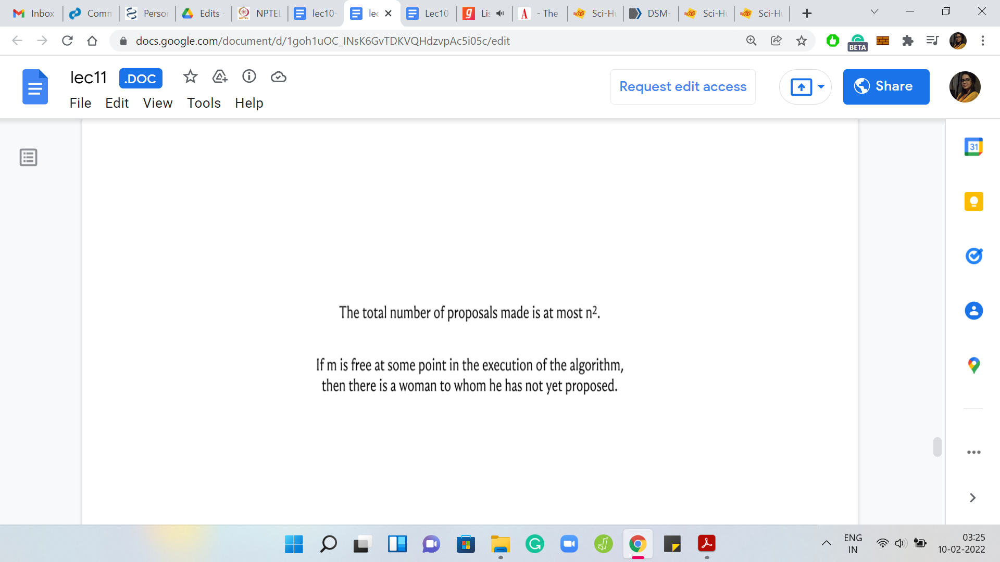 Inbox
Comm
Person
Edits -
NPTEL
lec10-
lec
Lec10
Lis
- The
Sci-Hu
DSM-
Sci-Hu
Sci-Hu
docs.google.com/document/d/1goh1uOC_INsK6GvTDKVQHdzvpAc5i05c/edit
BETA
lec11 .DOC
Request edit access
Share
File Edit View Tools Help
31
The total number of proposals made is at most n².
If m is free at some point in the execution of the algorithm,
then there is a woman to whom he has not yet proposed.
ENG
IN
03:25
10-02-2022